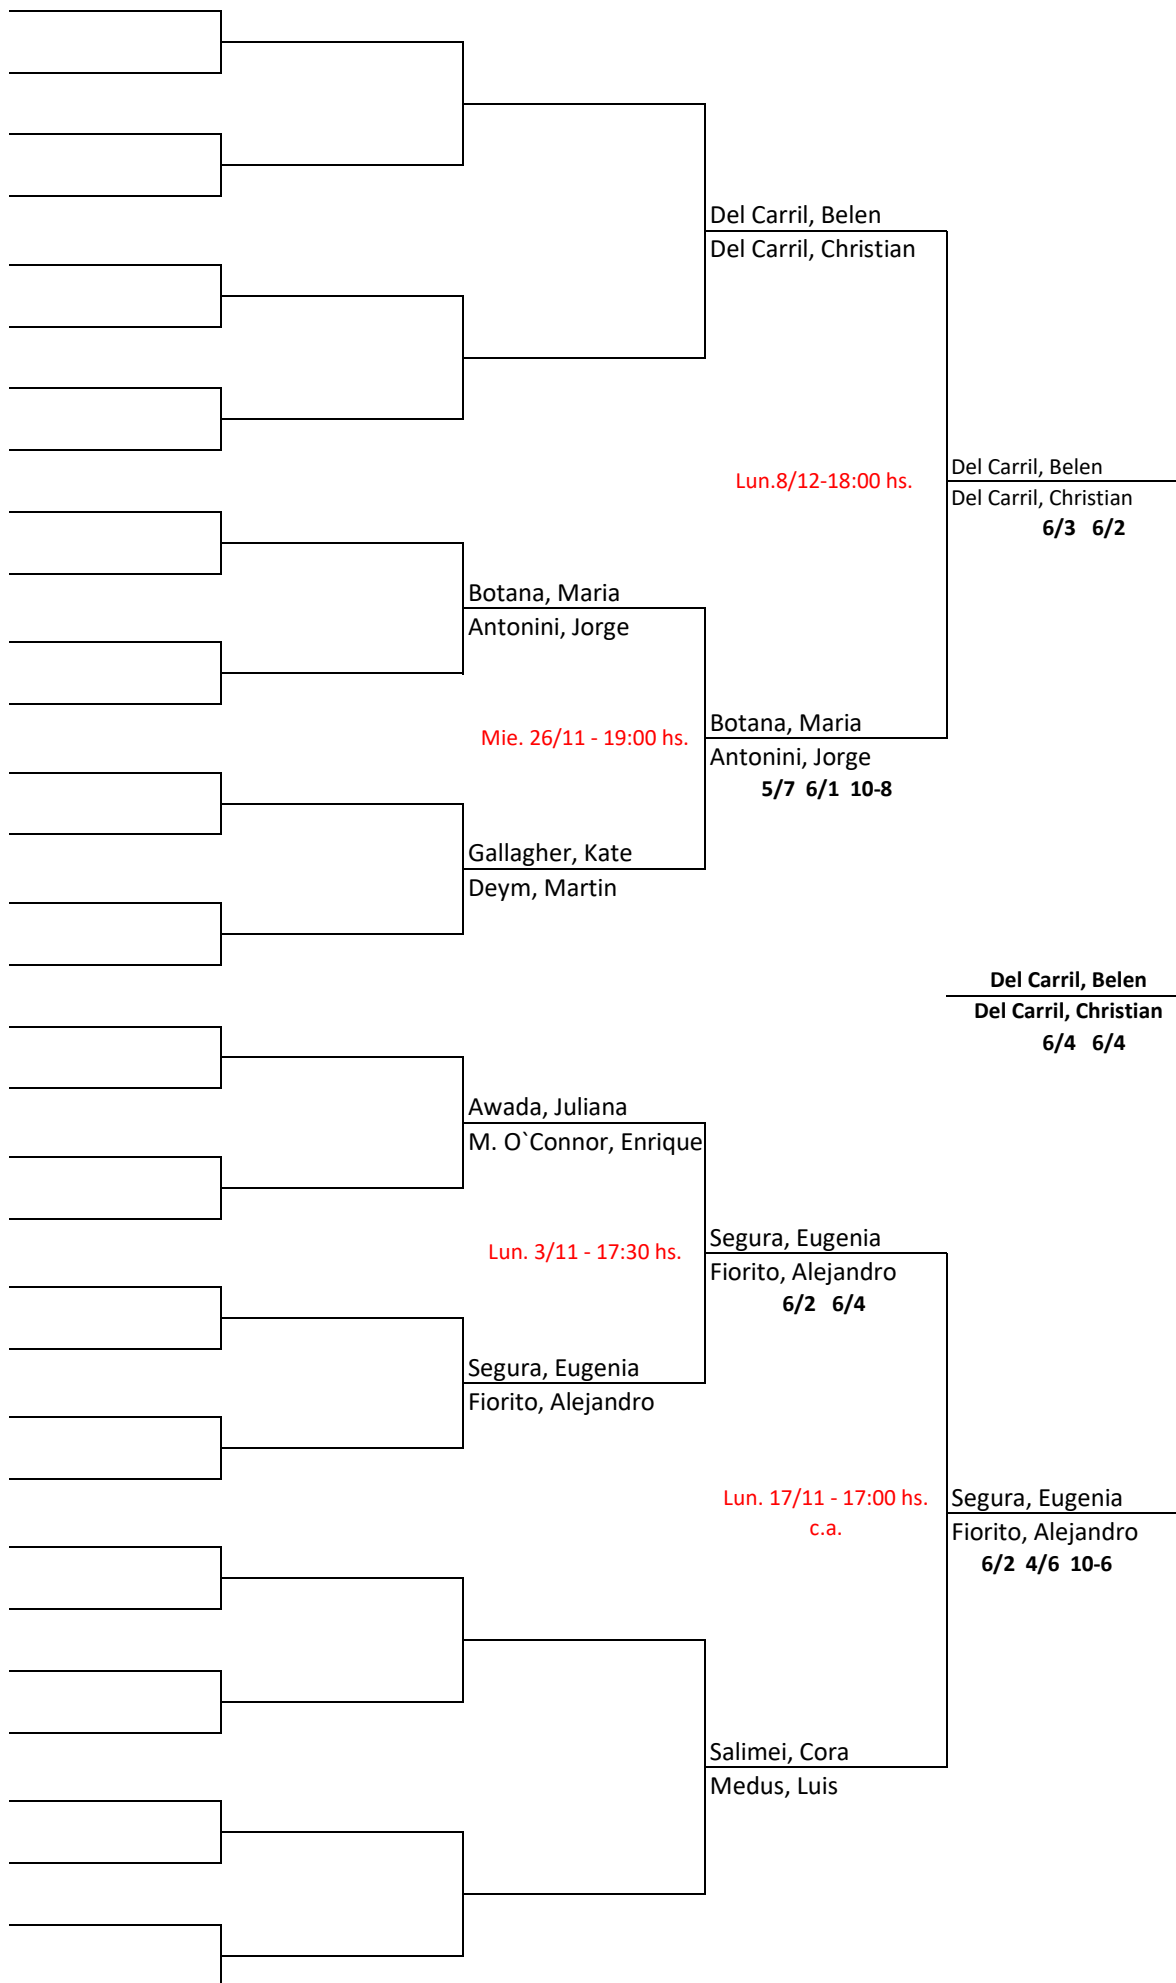 Del Carril, Belen
Del Carril, Christian
Lun.8/12-18:00 hs.
Del Carril, Belen
Del Carril, Christian
6/3 6/2
Botana, Maria
Antonini, Jorge
Mie. 26/11 - 19:00 hs.
Botana, Maria
Antonini, Jorge
5/7 6/1 10-8
Gallagher, Kate
Deym, Martin
Del Carril, Belen
Del Carril, Christian
6/4 6/4
Awada, Juliana
M. O`Connor, Enrique
Lun. 3/11 - 17:30 hs.
Segura, Eugenia
Fiorito, Alejandro
6/2 6/4
Segura, Eugenia
Fiorito, Alejandro
Lun. 17/11 - 17:00 hs.
c.a.
Segura, Eugenia
Fiorito, Alejandro
6/2 4/6 10-6
Salimei, Cora
Medus, Luis